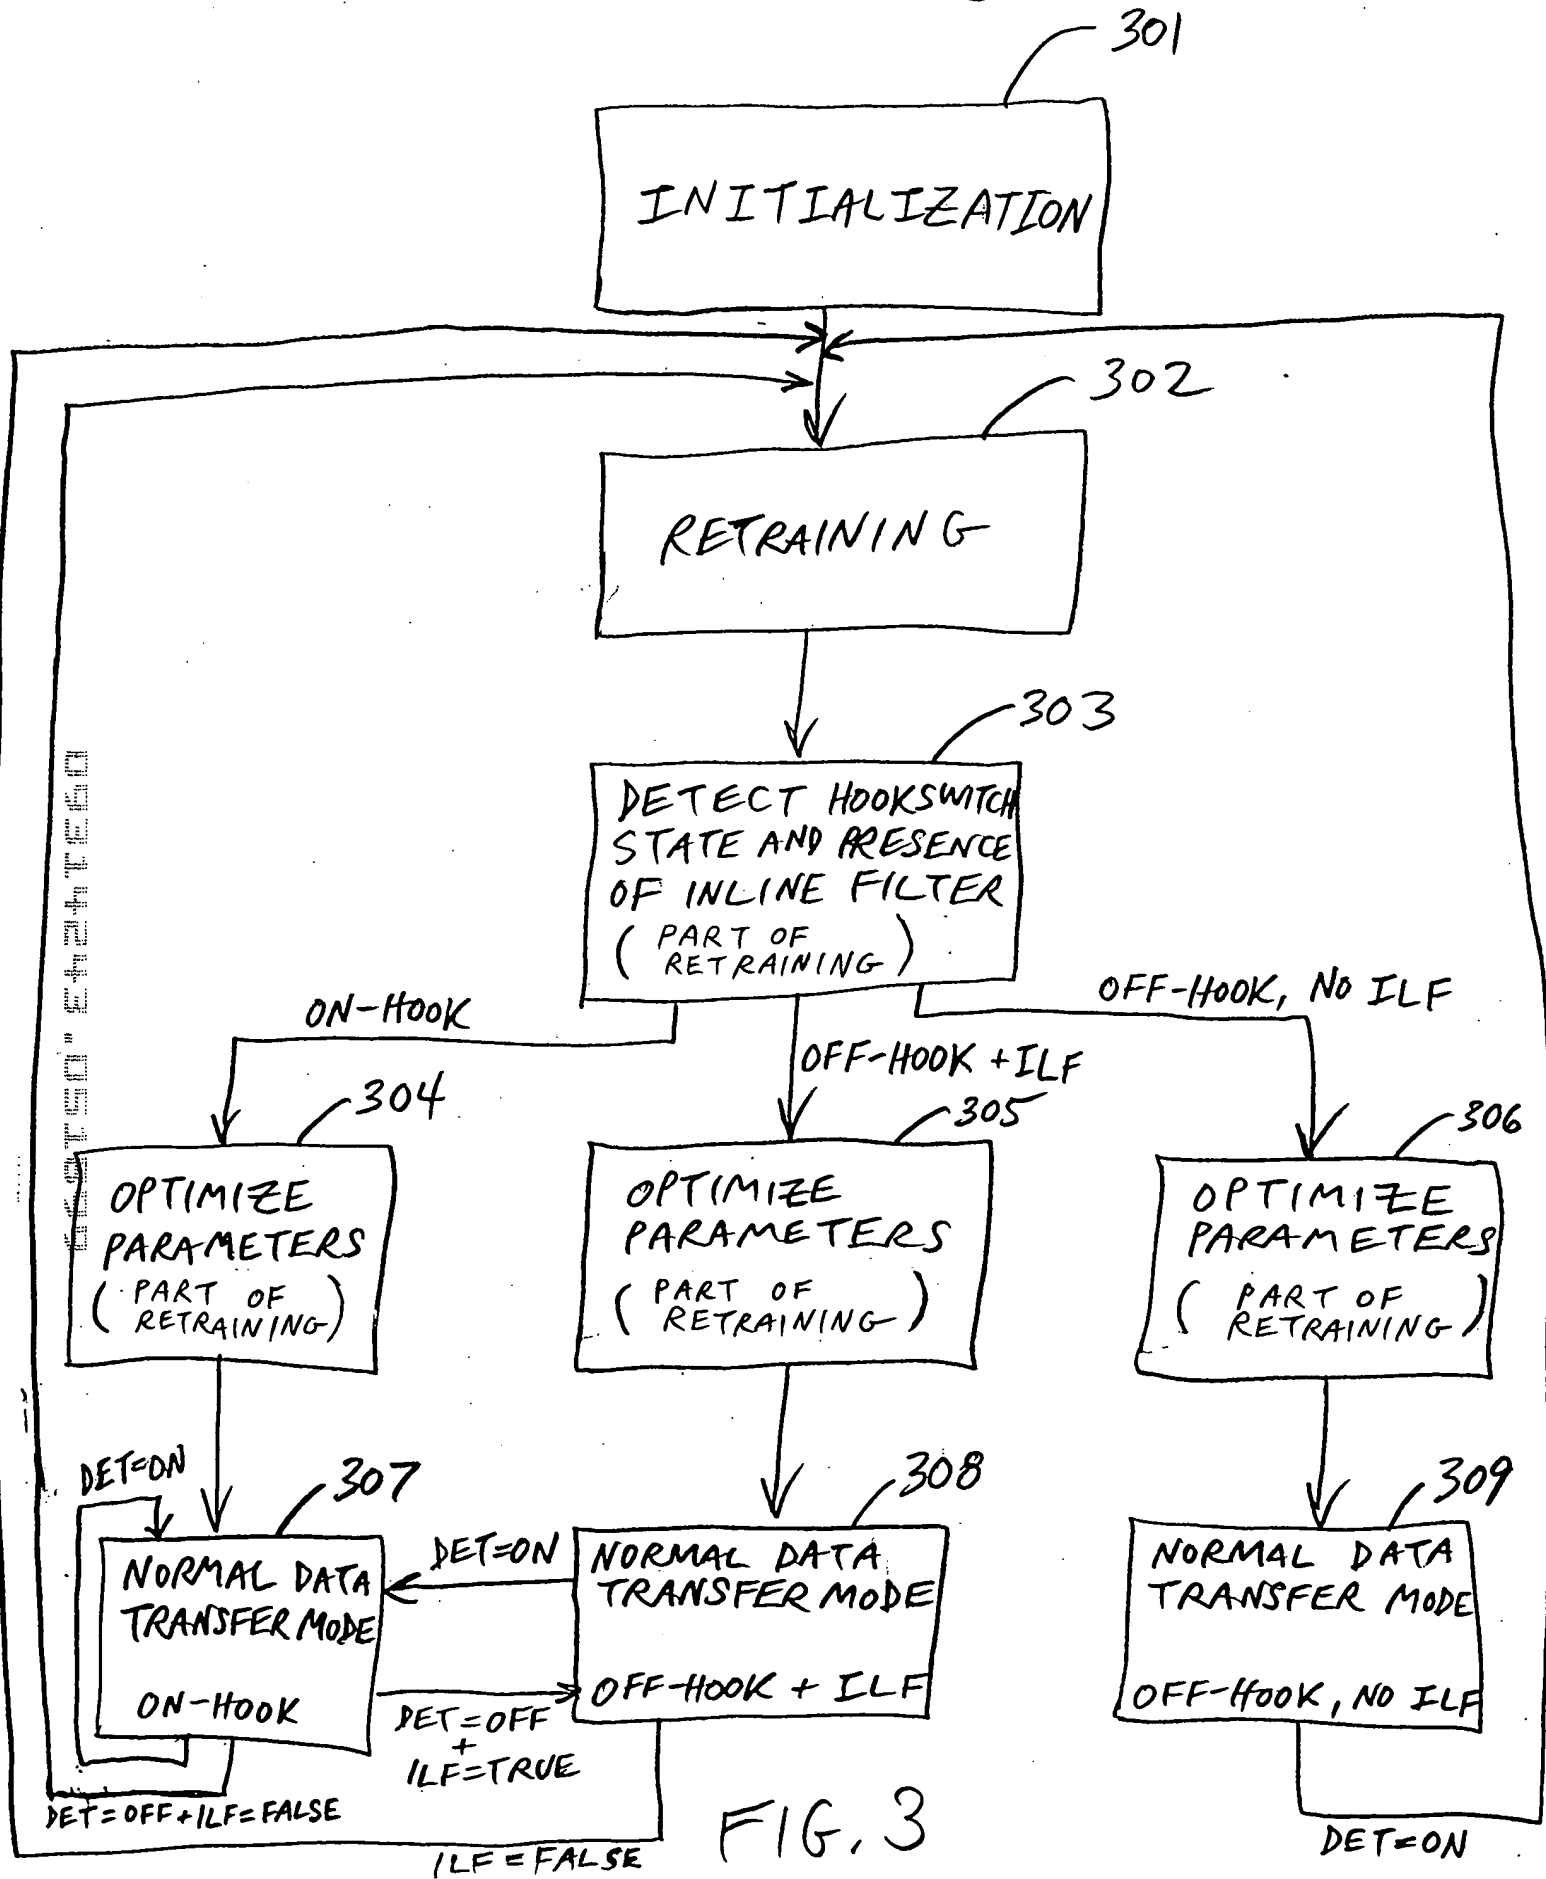 301
INITIALIZATION
302
RETRAINING
303
DETECT HOOKSWITCH
STATE AND PRESENCE
OF INLINE FILTER
( PART OF
RETRAINING )
ON-HOOK
OFF-HOOK + ILF
OFF-HOOK, NO ILF
304
OPTIMIZE
PARAMETERS
( PART OF
RETRAINING )
305
OPTIMIZE
PARAMETERS
( PART OF
RETRAINING )
306
OPTIMIZE
PARAMETERS
( PART OF
RETRAINING )
DET=ON
307
NORMAL DATA
TRANSFER MODE
ON-HOOK
DET=ON
DET=OFF
+
ILF=TRUE
308
NORMAL DATA
TRANSFER MODE
OFF-HOOK + ILF
309
NORMAL DATA
TRANSFER MODE
OFF-HOOK, NO ILF
DET=OFF+ILF=FALSE
ILF=FALSE
DET=ON
FIG. 3